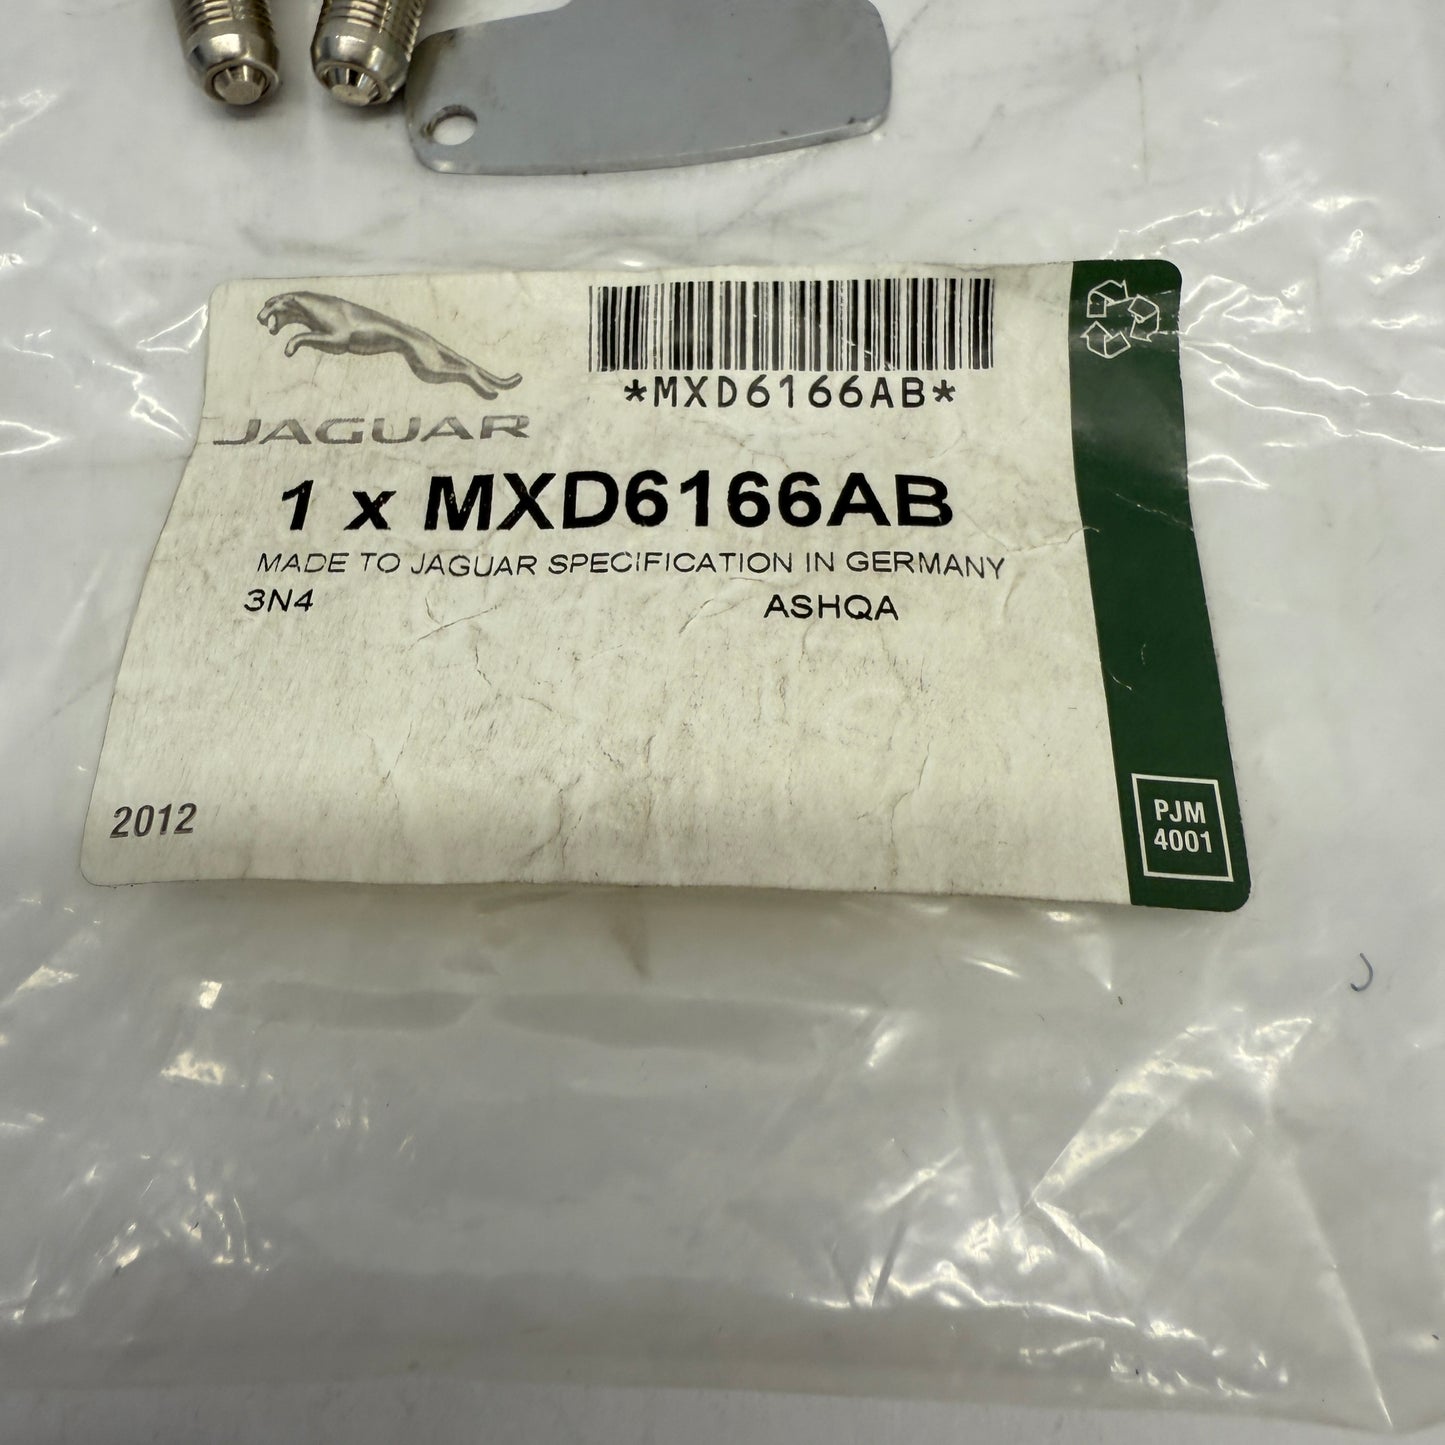 *MXD6166AB*
JAGUAR
1 x MXD6166AB
MADE TO JAGUAR SPECIFICATION IN GERMANY
3N4 ASHQA
2012
PJM
4001